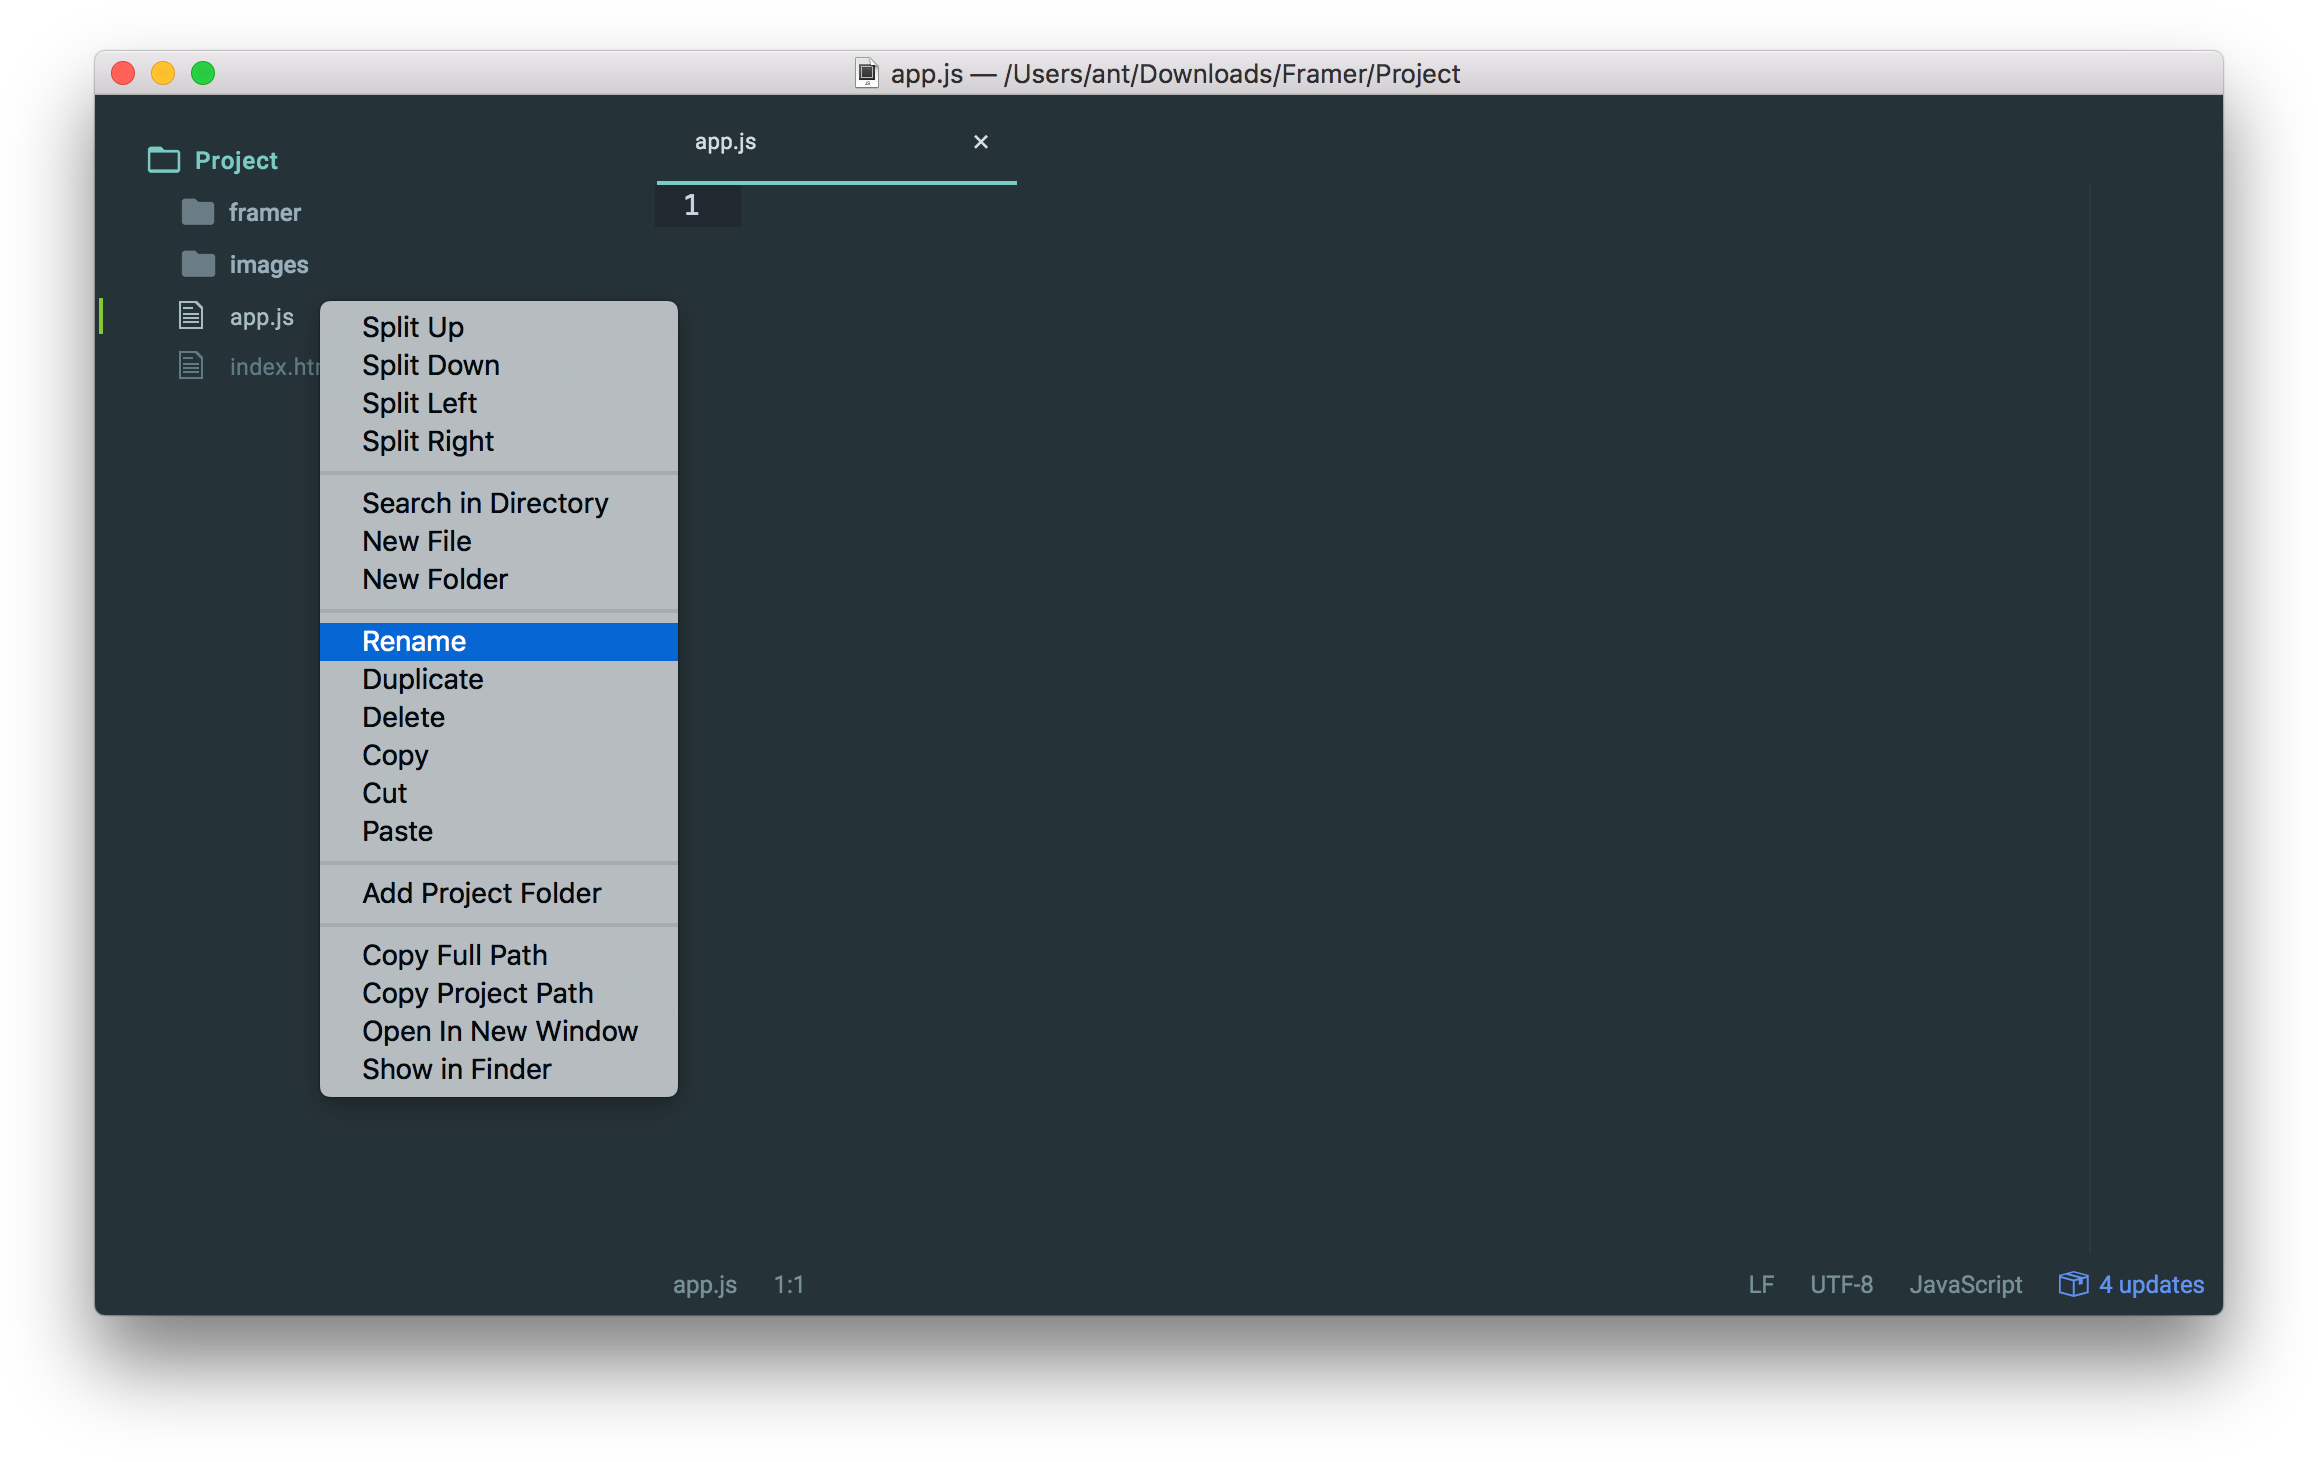 app.js — /Users/ant/Downloads/Framer/Project
Project
framer
images
app.js
app.js
1
Split Up
Split Down
Split Left
Split Right
Search in Directory
New File
New Folder
Rename
Duplicate
Delete
Copy
Cut
Paste
Add Project Folder
Copy Full Path
Copy Project Path
Open In New Window
Show in Finder
app.js 1:1 LF UTF-8 JavaScript 4 updates